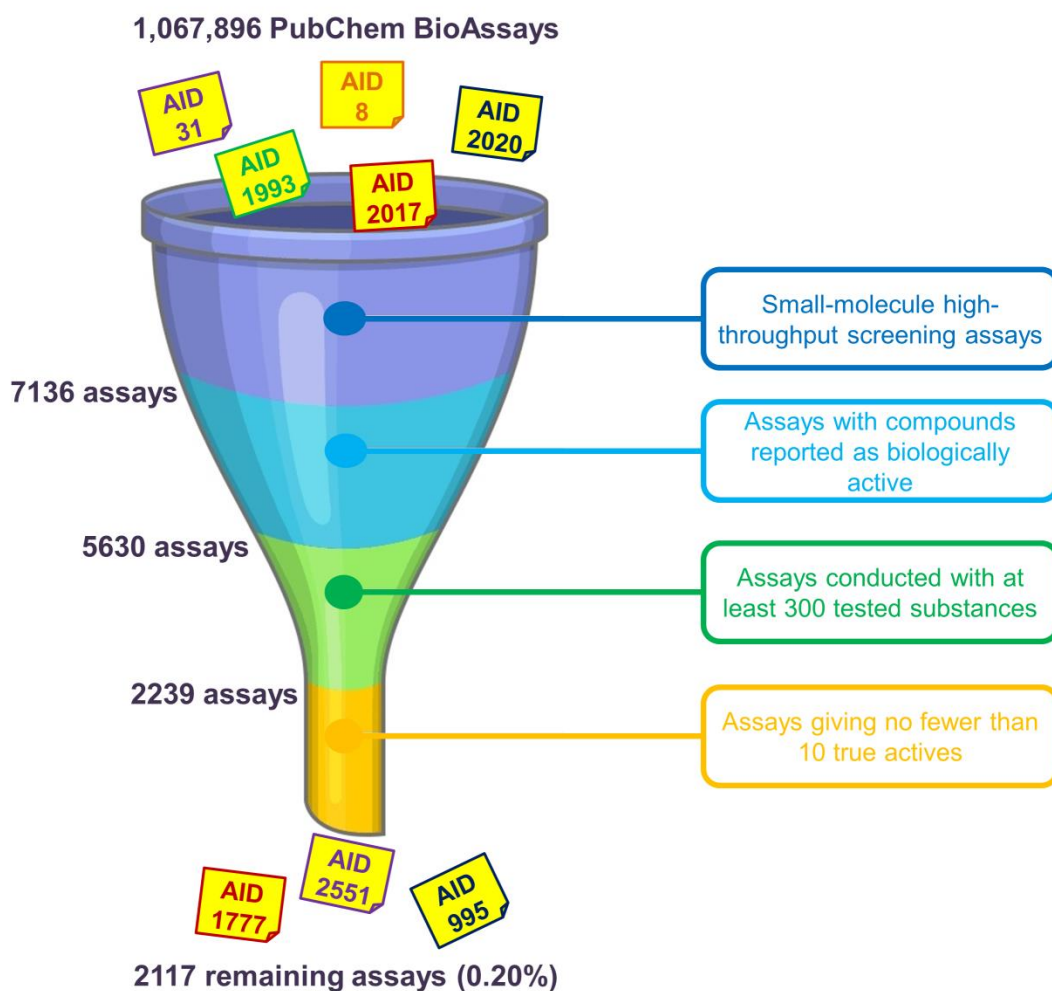 1,067,896 PubChem BioAssays
AID
31
AID
8
AID
2020
AID
1993
AID
2017
Small-molecule high-
throughput screening assays
7136 assays
Assays with compounds
reported as biologically
active
5630 assays
Assays conducted with at
least 300 tested substances
2239 assays
Assays giving no fewer than
10 true actives
AID
2551
AID
1777
AID
995
2117 remaining assays (0.20%)